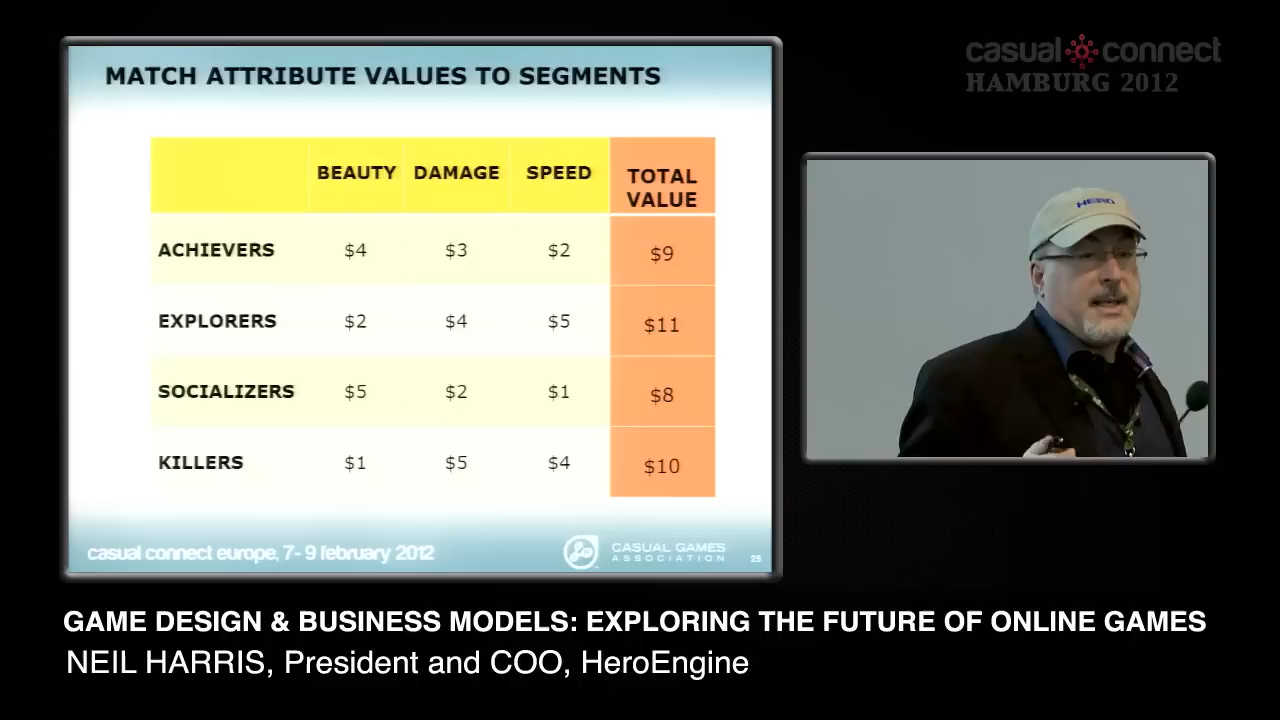 casual connect
HAMBURG 2012
MATCH ATTRIBUTE VALUES TO SEGMENTS
BEAUTY DAMAGE SPEED TOTAL VALUE
ACHIEVERS $4 $3 $2 $9
EXPLORERS $2 $4 $5 $11
SOCIALIZERS $5 $2 $1 $8
KILLERS $1 $5 $4 $10
HERO
casual connect europe, 7-9 february 2012
CASUAL GAMES
ASSOCIATION
25
GAME DESIGN & BUSINESS MODELS: EXPLORING THE FUTURE OF ONLINE GAMES
NEIL HARRIS, President and COO, HeroEngine